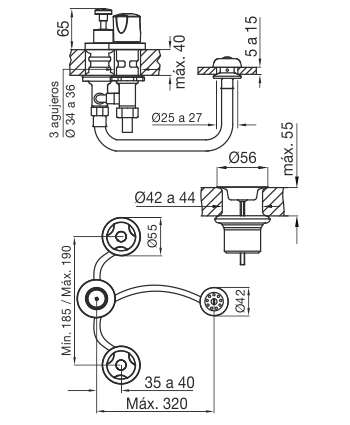 65
máx. 40
5 a 15
3 agujeros
Ø 34 a 36
Ø25 a 27
Ø56
máx. 55
Ø42 a 44
Ø55
Mín. 185 / Máx. 190
Ø42
35 a 40
Máx. 320